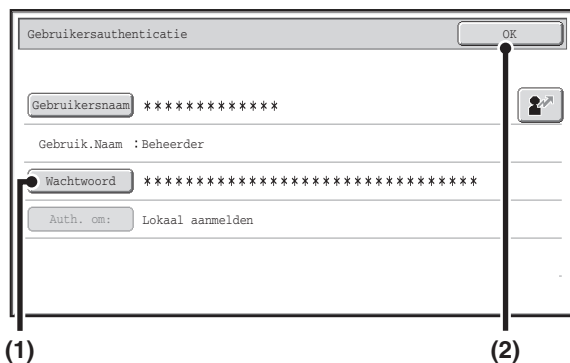 Gebruikersauthenticatie OK
Gebruikersnaam *************
Gebruik.Naam :Beheerder
Wachtwoord ********************************
Auth. om: Lokaal aanmelden
(1) (2)